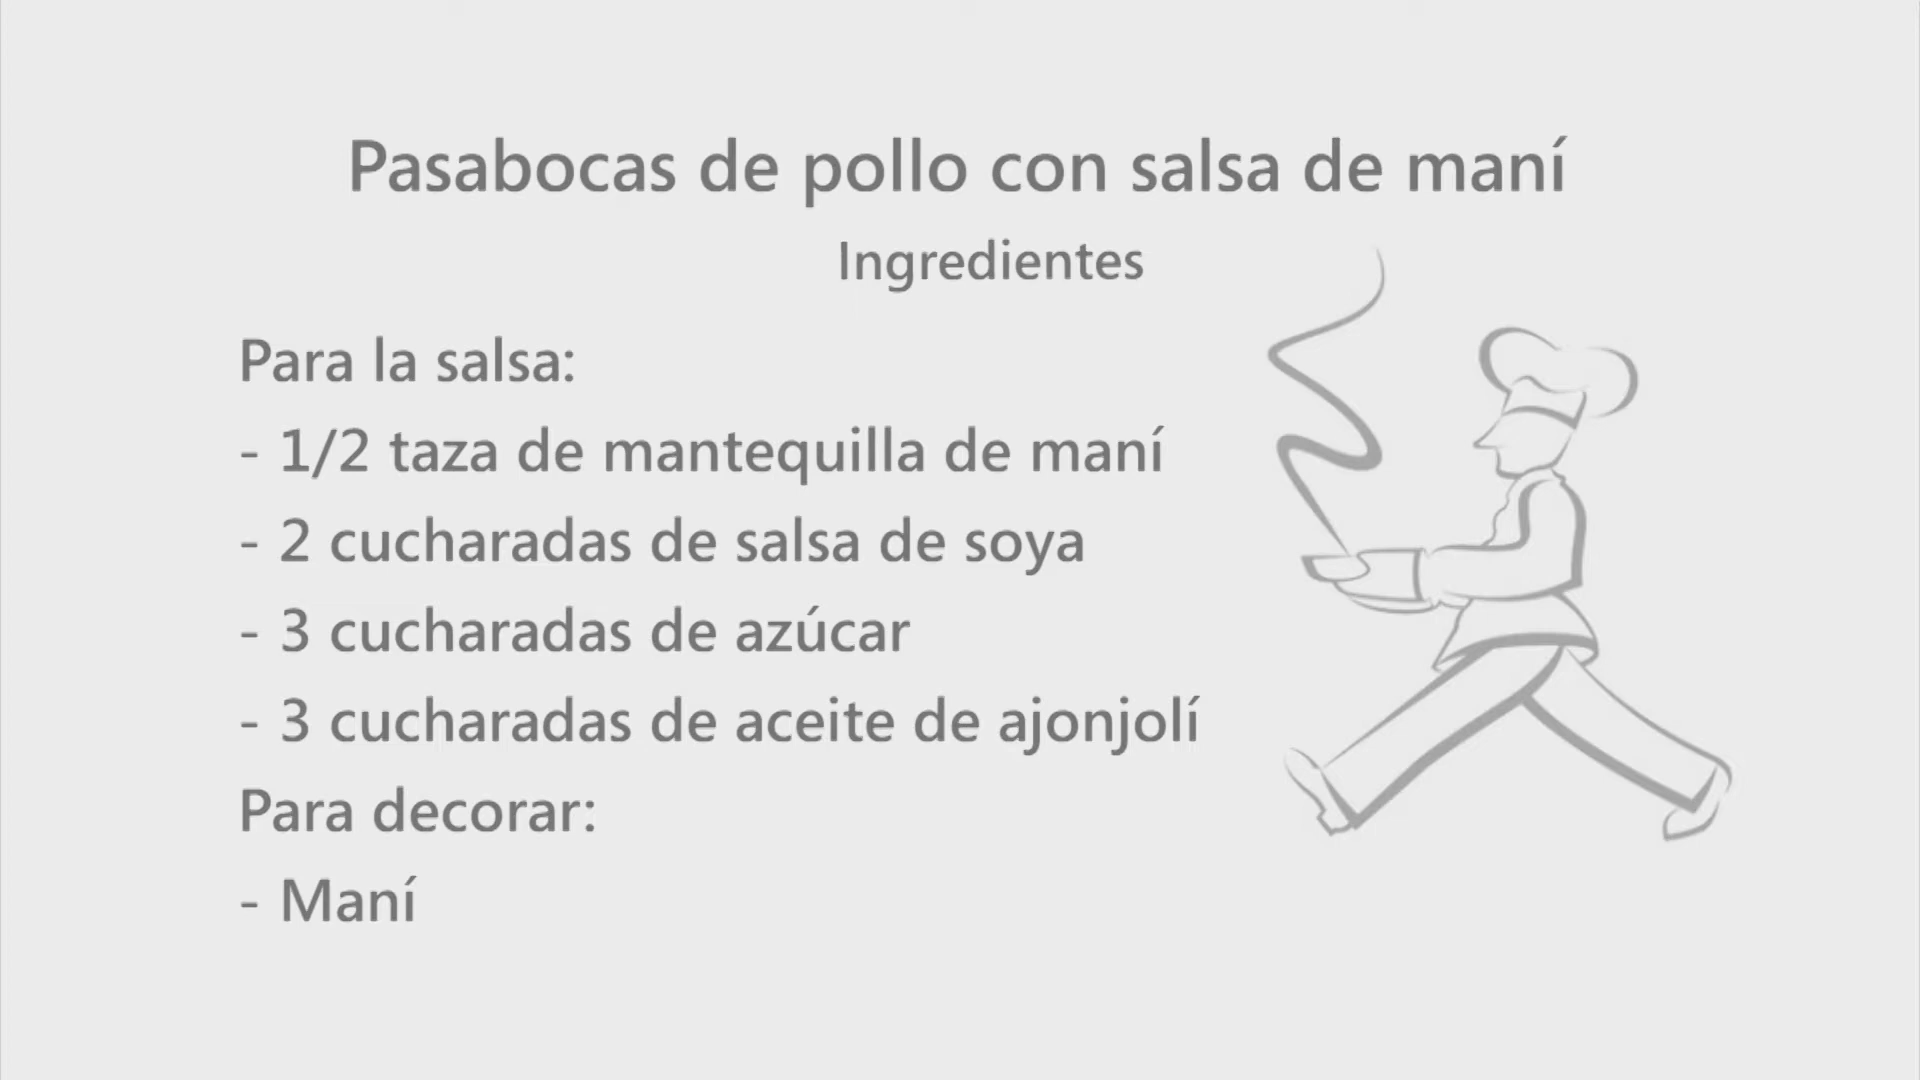 Pasabocas de pollo con salsa de maní
Ingredientes
Para la salsa:
- 1/2 taza de mantequilla de maní
- 2 cucharadas de salsa de soya
- 3 cucharadas de azúcar
- 3 cucharadas de aceite de ajonjolí
Para decorar:
- Maní